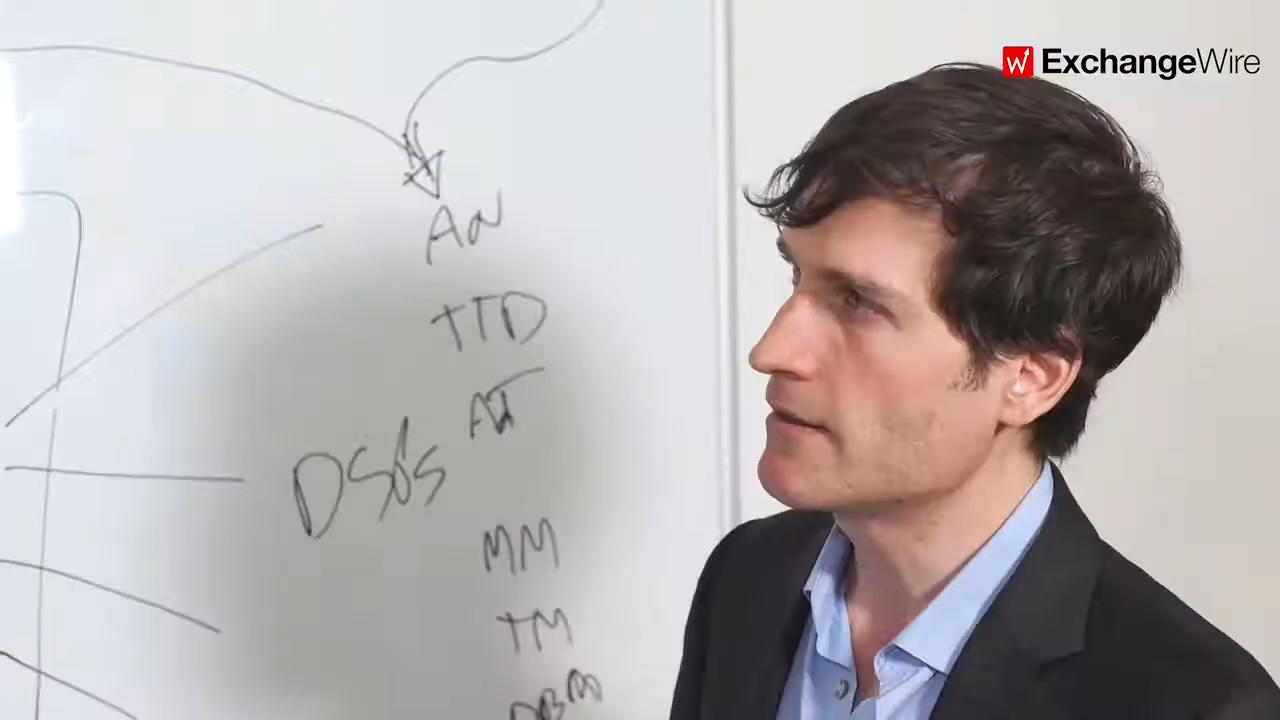 ExchangeWire
AN
TTD
AT
DSPs
MM
TM
DBM